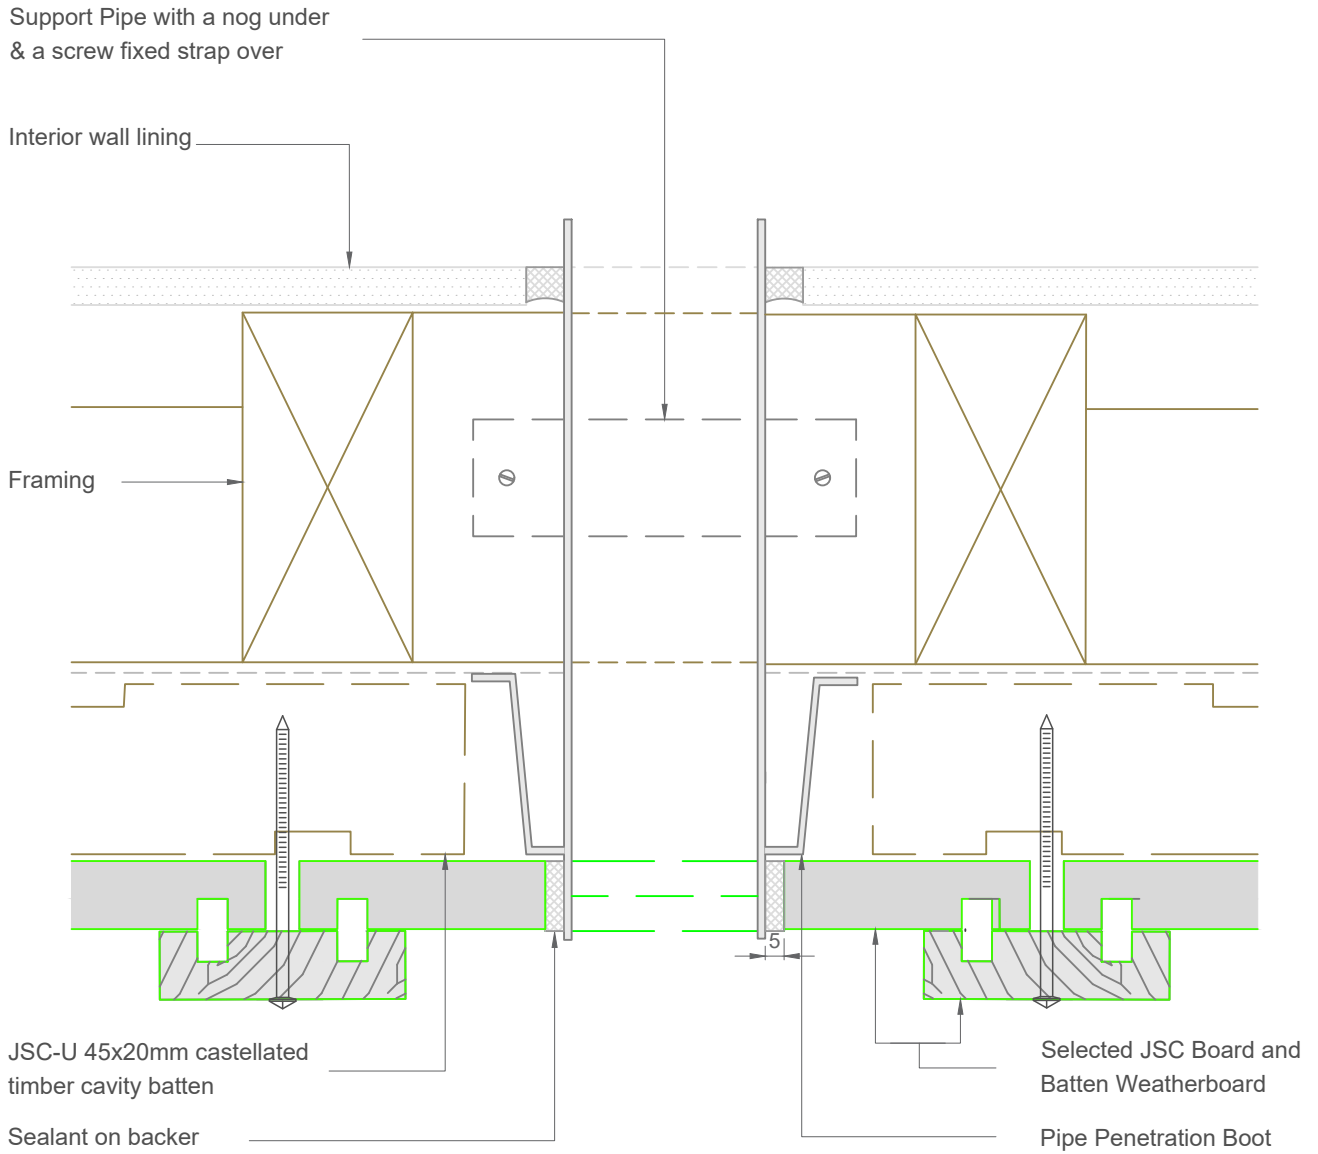 Support Pipe with a nog under
& a screw fixed strap over
Interior wall lining
Framing
5
JSC-U 45x20mm castellated
timber cavity batten
Sealant on backer
Selected JSC Board and
Batten Weatherboard
Pipe Penetration Boot